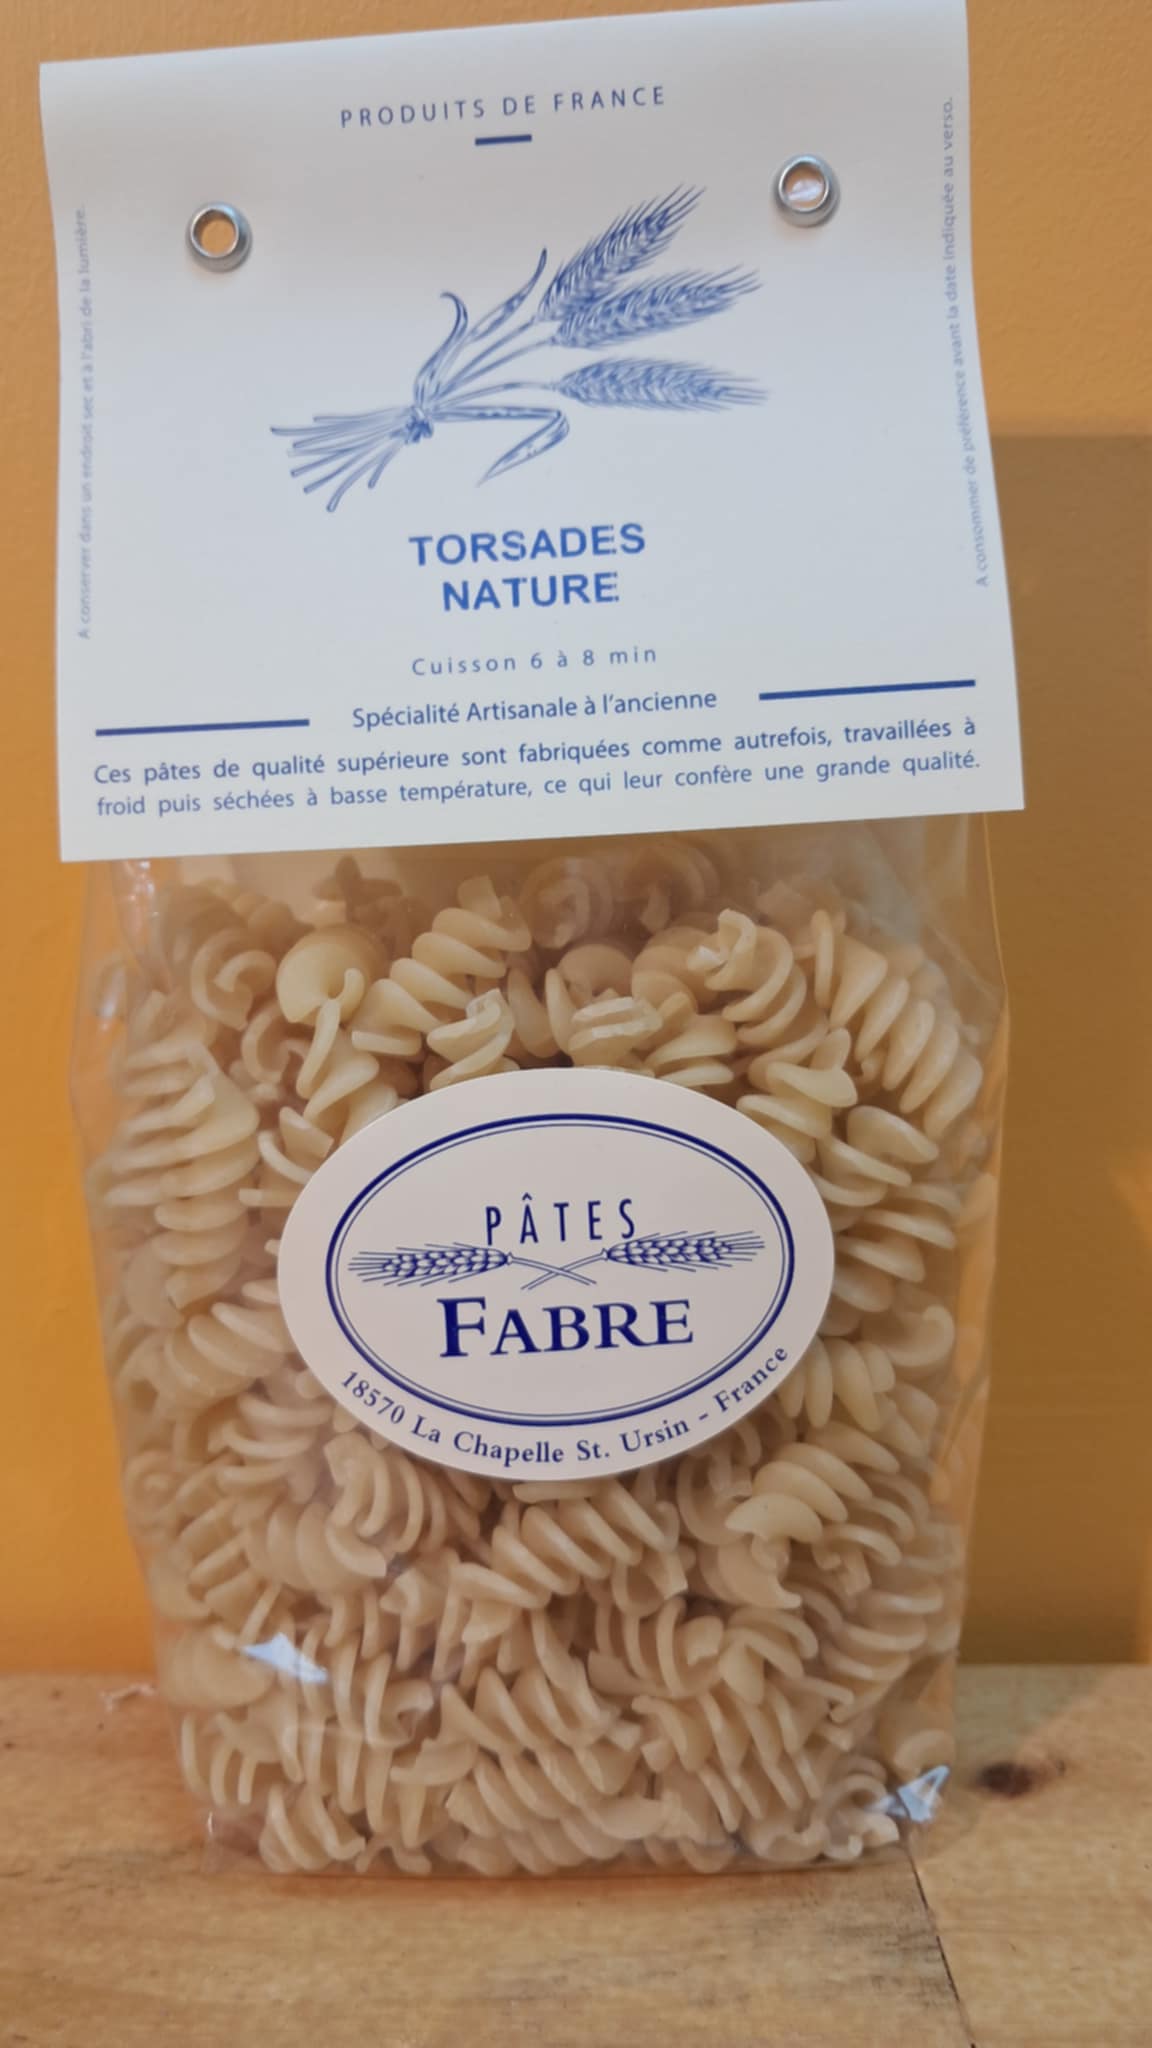 PRODUITS DE FRANCE
A conserver dans un endroit sec et à l'abri de la lumière.
A consommer de préférence avant la date indiquée au verso.
TORSADES
NATURE
Cuisson 6 à 8 min
Spécialité Artisanale à l'ancienne
Ces pâtes de qualité supérieure sont fabriquées comme autrefois, travaillées à
froid puis séchées à basse température, ce qui leur confère une grande qualité.
PÂTES
FABRE
18570 La Chapelle St. Ursin - France